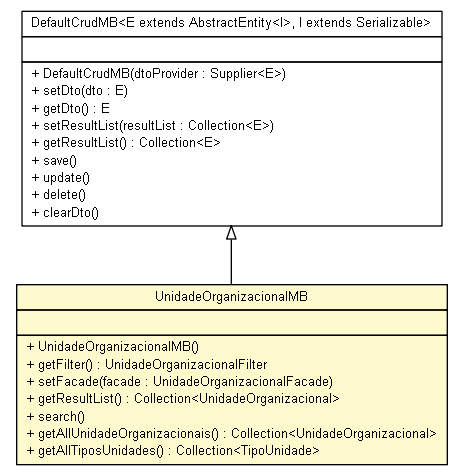 DefaultCrudMB<E extends AbstractEntity<I>, I extends Serializable>
+ DefaultCrudMB(dtoProvider : Supplier<E>)
+ setDto(dto : E)
+ getDto() : E
+ setResultList(resultList : Collection<E>)
+ getResultList() : Collection<E>
+ save()
+ update()
+ delete()
+ clearDto()
UnidadeOrganizacionalMB
+ UnidadeOrganizacionalMB()
+ getFilter() : UnidadeOrganizacionalFilter
+ setFacade(facade : UnidadeOrganizacionalFacade)
+ getResultList() : Collection<UnidadeOrganizacional>
+ search()
+ getAllUnidadeOrganizacionais() : Collection<UnidadeOrganizacional>
+ getAllTiposUnidades() : Collection<TipoUnidade>